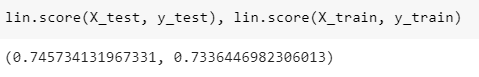 lin.score(X_test, y_test), lin.score(X_train, y_train)
(0.745734131967331, 0.7336446982306013)